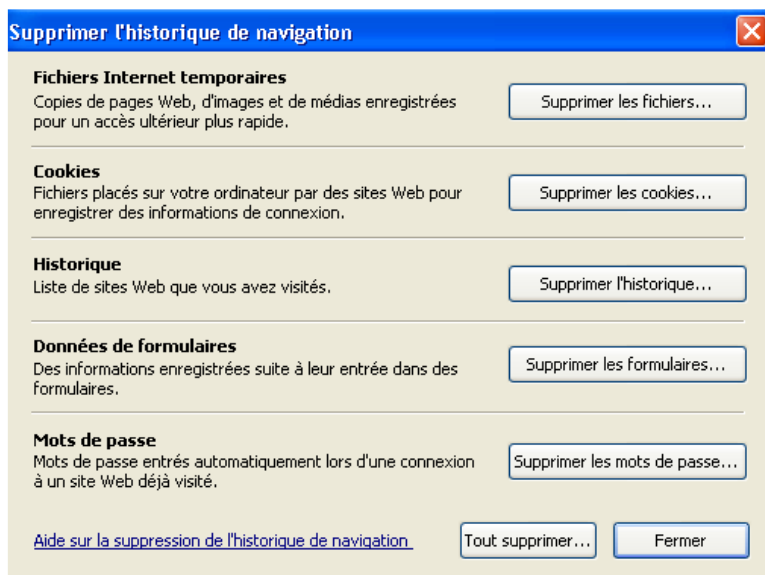 Supprimer l'historique de navigation
Fichiers Internet temporaires
Copies de pages Web, d'images et de médias enregistrées
pour un accès ultérieur plus rapide.
Supprimer les fichiers...
Cookies
Fichiers placés sur votre ordinateur par des sites Web pour
enregistrer des informations de connexion.
Supprimer les cookies...
Historique
Liste de sites Web que vous avez visités.
Supprimer l'historique...
Données de formulaires
Des informations enregistrées suite à leur entrée dans des
formulaires.
Supprimer les formulaires...
Mots de passe
Mots de passe entrés automatiquement lors d'une connexion
à un site Web déjà visité.
Supprimer les mots de passe...
Aide sur la suppression de l'historique de navigation
Tout supprimer...
Fermer